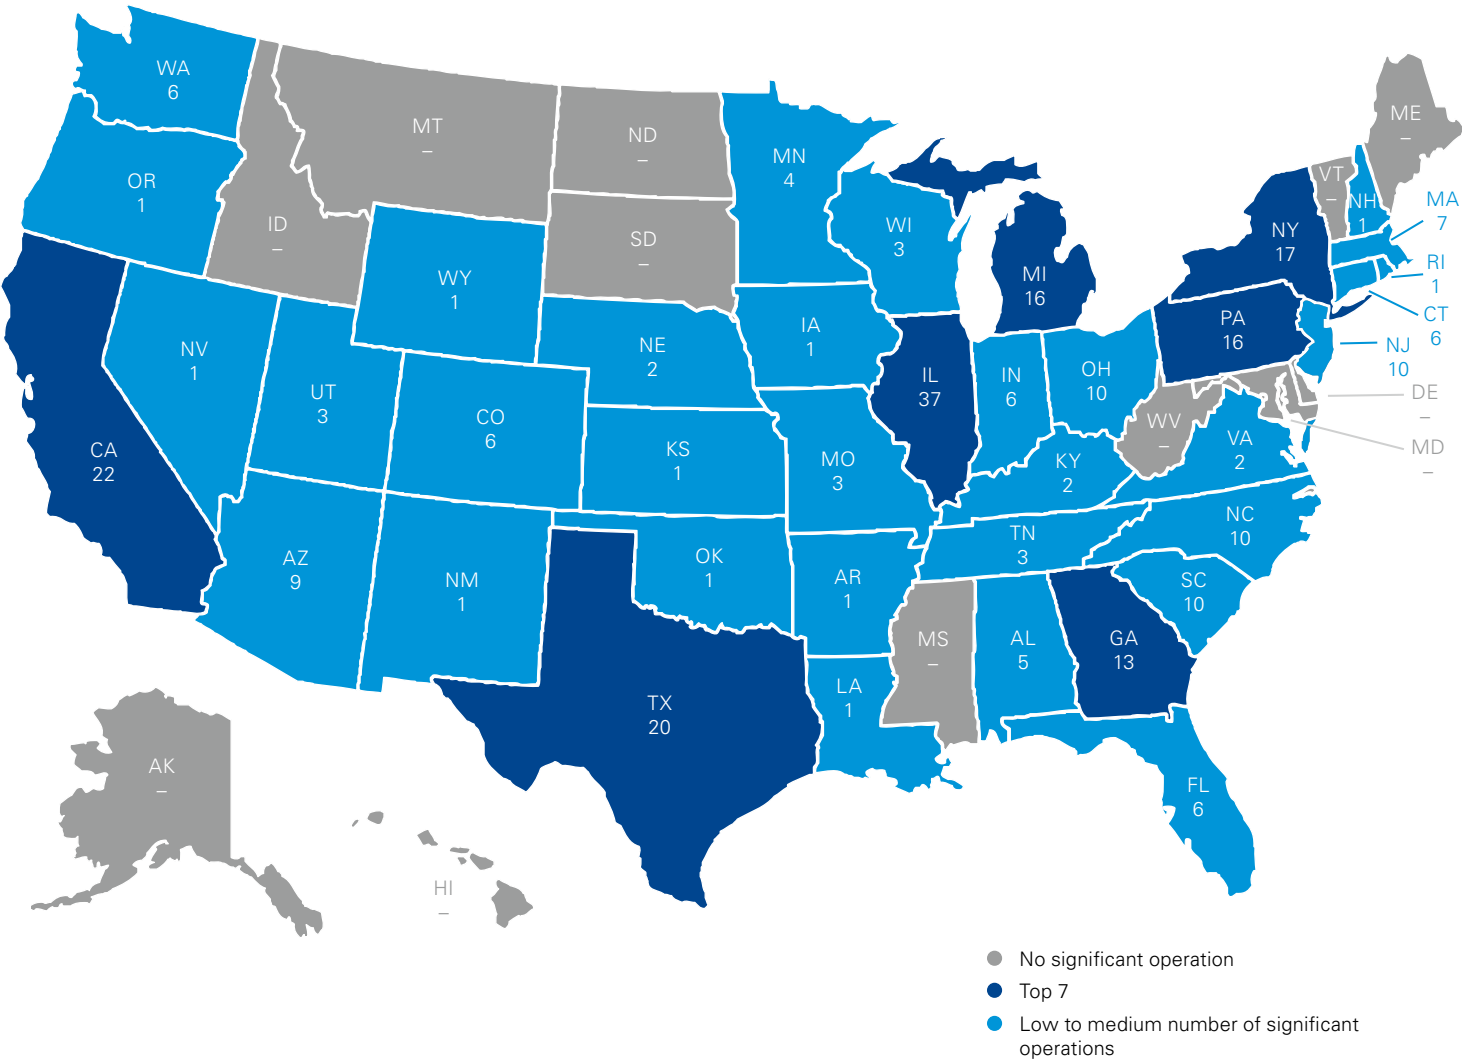 WA
6
MT
–
ND
–
MN
4
OR
1
ID
–
SD
–
WI
3
WY
1
MI
16
NY
17
VT
–
NH
1
ME
–
MA
7
RI
1
CT
6
NJ
10
DE
–
MD
–
NV
1
UT
3
CO
6
NE
2
IA
1
IL
37
IN
6
OH
10
PA
16
WV
–
VA
2
CA
22
KS
1
MO
3
KY
2
NC
10
TN
3
AZ
9
NM
1
OK
1
AR
1
SC
10
MS
–
AL
5
GA
13
LA
1
TX
20
FL
6
AK
–
HI
–
No significant operation
Top 7
Low to medium number of significant
operations